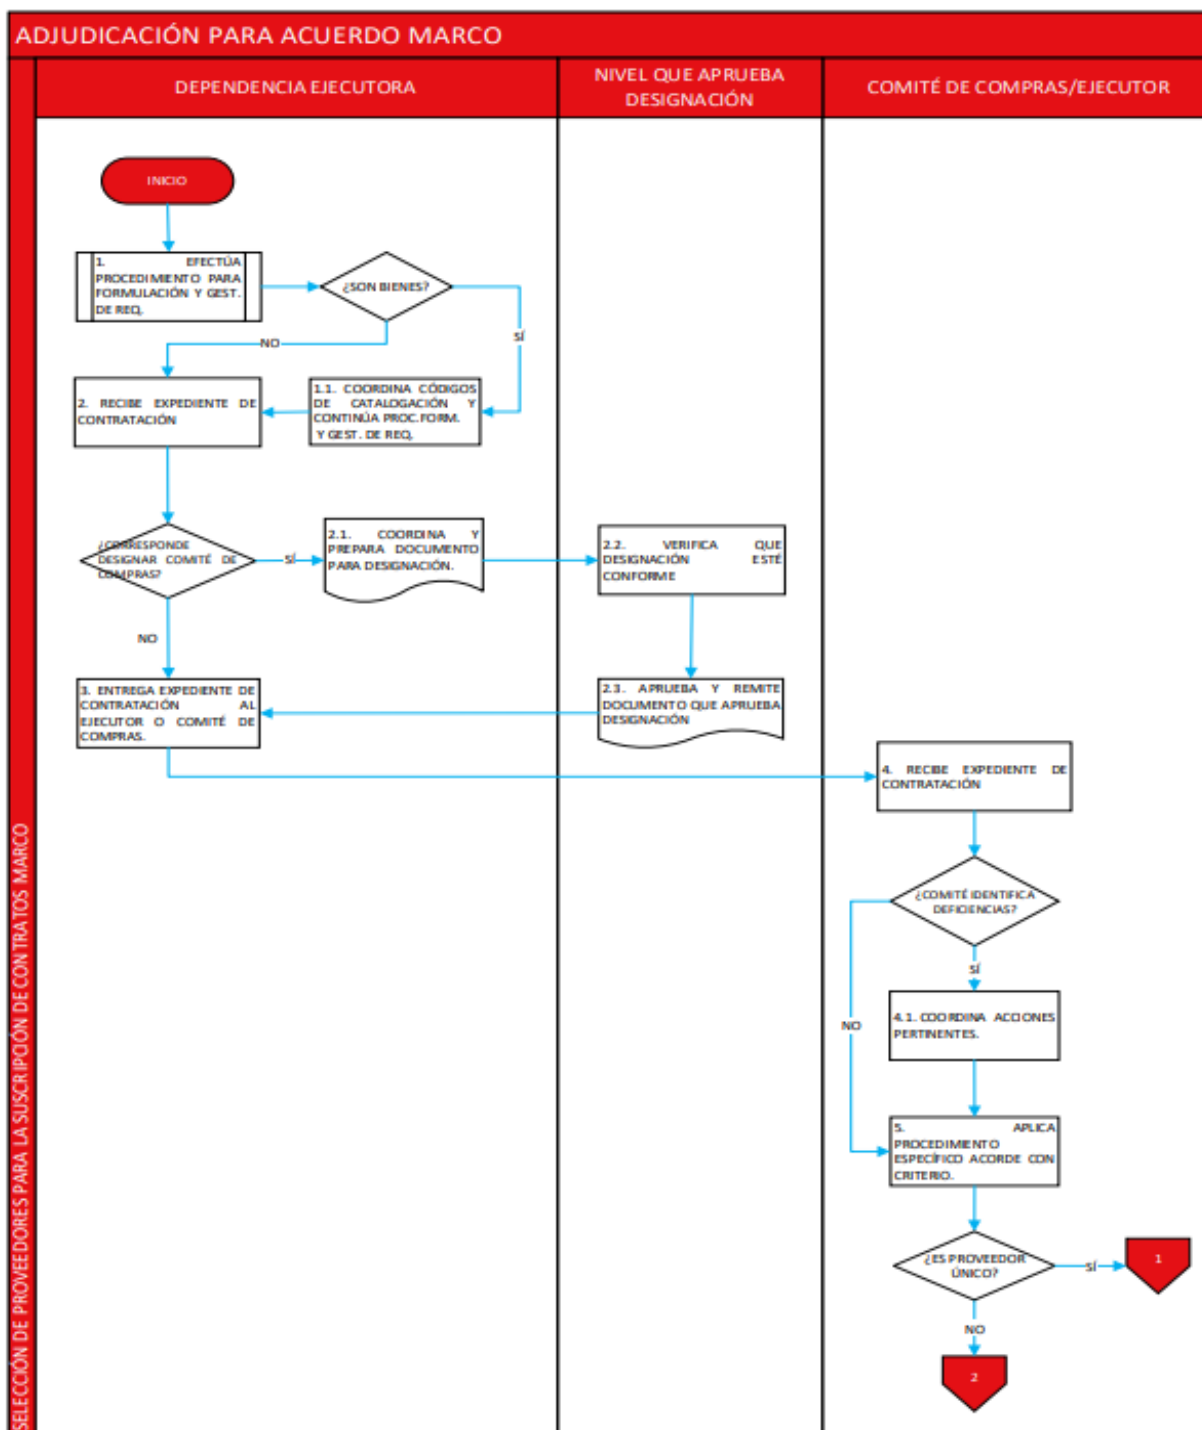 ADJUDICACIÓN PARA ACUERDO MARCO
DEPENDENCIA EJECUTORA
NIVEL QUE APRUEBA
DESIGNACIÓN
COMITÉ DE COMPRAS/EJECUTOR
SELECCIÓN DE PROVEEDORES PARA LA SUSCRIPCIÓN DE CONTRATOS MARCO
INICIO
1. EFECTÚA
PROCEDIMIENTO PARA
FORMULACIÓN Y GEST.
DE REQ.
¿SON BIENES?
NO
SÍ
1.1. COORDINA CÓDIGOS
DE CATALOGACIÓN Y
CONTINÚA PROC.FORM.
Y GEST. DE REQ.
2. RECIBE EXPEDIENTE DE
CONTRATACIÓN
¿CORRESPONDE
DESIGNAR COMITÉ DE
COMPRAS?
SÍ
2.1. COORDINA Y
PREPARA DOCUMENTO
PARA DESIGNACIÓN.
2.2. VERIFICA QUE
DESIGNACIÓN ESTÉ
CONFORME
NO
3. ENTREGA EXPEDIENTE DE
CONTRATACIÓN AL
EJECUTOR O COMITÉ DE
COMPRAS.
2.3. APRUEBA Y REMITE
DOCUMENTO QUE APRUEBA
DESIGNACIÓN
4. RECIBE EXPEDIENTE DE
CONTRATACIÓN
¿COMITÉ IDENTIFICA
DEFICIENCIAS?
SÍ
NO
4.1. COORDINA ACCIONES
PERTINENTES.
5. APLICA
PROCEDIMIENTO
ESPECÍFICO ACORDE CON
CRITERIO.
¿ES PROVEEDOR
ÚNICO?
SÍ
1
NO
2